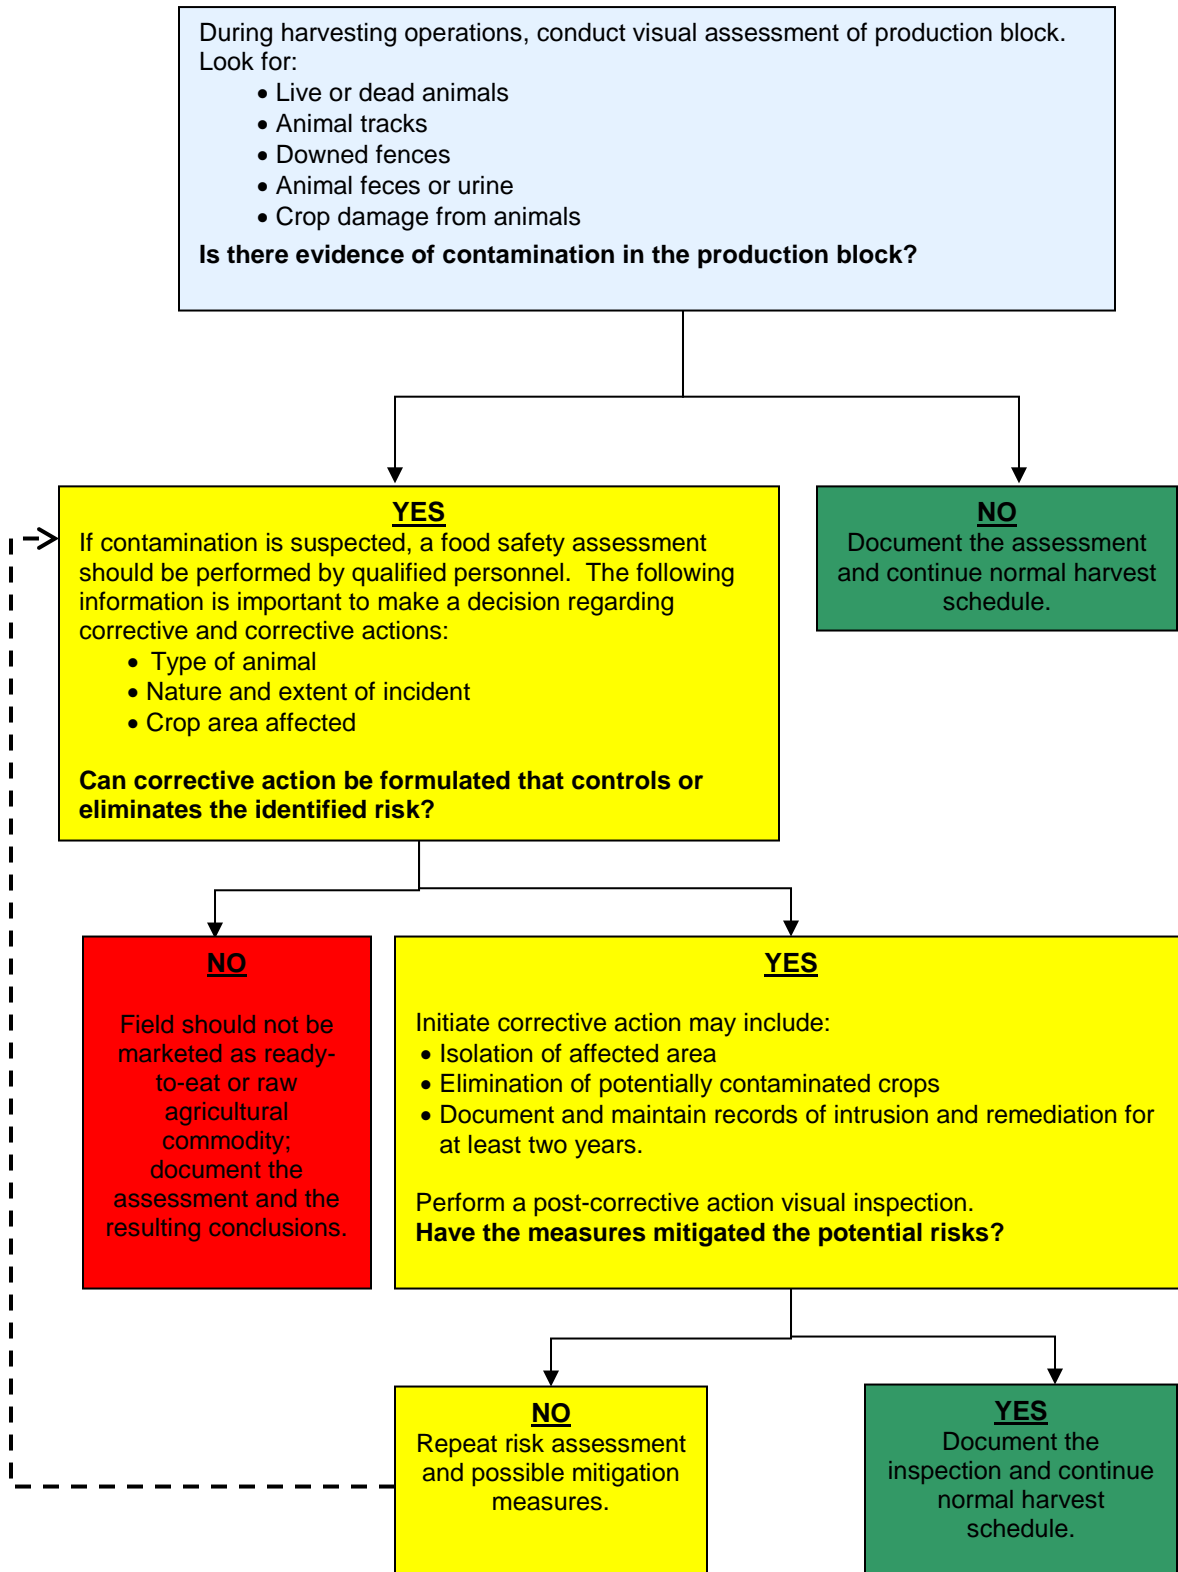 During harvesting operations, conduct visual assessment of production block.
Look for:
• Live or dead animals
• Animal tracks
• Downed fences
• Animal feces or urine
• Crop damage from animals
Is there evidence of contamination in the production block?
YES
If contamination is suspected, a food safety assessment
should be performed by qualified personnel.  The following
information is important to make a decision regarding
corrective and corrective actions:
• Type of animal
• Nature and extent of incident
• Crop area affected
Can corrective action be formulated that controls or
eliminates the identified risk?
NO
Document the assessment
and continue normal harvest
schedule.
NO
Field should not be
marketed as ready-
to-eat or raw
agricultural
commodity;
document the
assessment and the
resulting conclusions.
YES
Initiate corrective action may include:
• Isolation of affected area
• Elimination of potentially contaminated crops
• Document and maintain records of intrusion and remediation for
at least two years.
Perform a post-corrective action visual inspection.
Have the measures mitigated the potential risks?
NO
Repeat risk assessment
and possible mitigation
measures.
YES
Document the
inspection and continue
normal harvest
schedule.